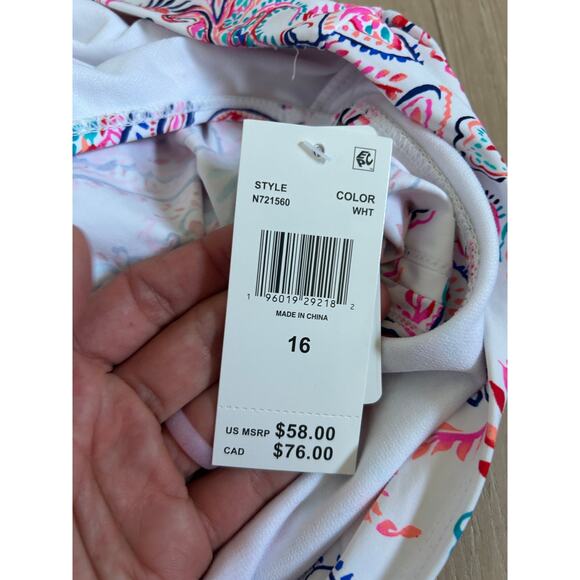 STYLE
N721560
COLOR
WHT
1 96019 29218 2
MADE IN CHINA
16
US MSRP $58.00
CAD $76.00